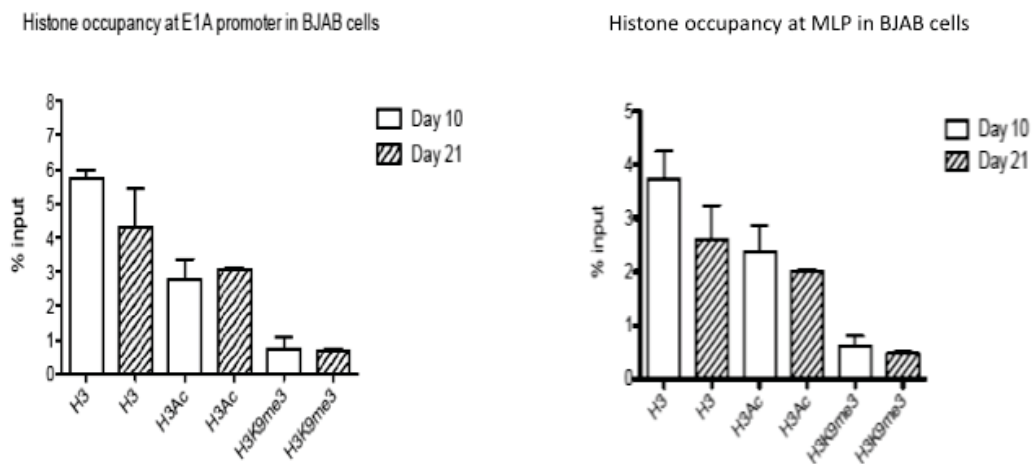 Histone occupancy at E1A promoter in BJAB cells
8
7
6
5
4
3
2
1
0
% input
Day 10
Day 21
H3
H3
H3Ac
H3Ac
H3K9me3
H3K9me3
Histone occupancy at MLP in BJAB cells
5
4
3
2
1
0
% input
Day 10
Day 21
H3
H3
H3Ac
H3Ac
H3K9me3
H3K9me3